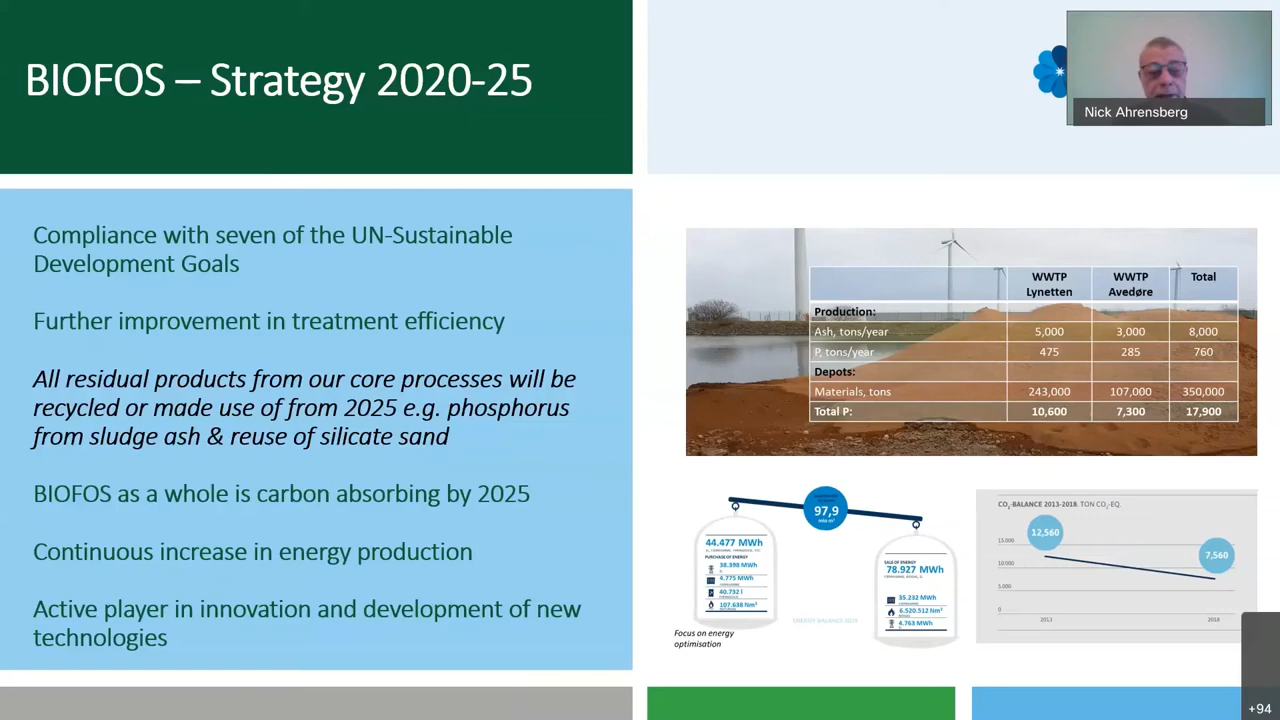 BIOFOS – Strategy 2020-25
Nick Ahrensberg
Compliance with seven of the UN-Sustainable
Development Goals
Further improvement in treatment efficiency
All residual products from our core processes will be
recycled or made use of from 2025 e.g. phosphorus
from sludge ash & reuse of silicate sand
BIOFOS as a whole is carbon absorbing by 2025
Continuous increase in energy production
Active player in innovation and development of new
technologies
WWTP Lynetten WWTP Avedøre Total
Production:
Ash, tons/year 5,000 3,000 8,000
P, tons/year 475 285 760
Depots:
Materials, tons 243,000 107,000 350,000
Total P: 10,600 7,300 17,900
97,9
mio m³
44.477 MWh
PURCHASE OF ENERGY
38.398 MWh
4.775 MWh
40.732 l
107.638 Nm³
SALE OF ENERGY
78.927 MWh
35.232 MWh
6.520.512 Nm³
4.763 MWh
Focus on energy
optimisation
CO₂-BALANCE 2013-2018. TON CO₂-EQ.
12,560
7,560
15.000
10.000
5.000
0
2013 2018
+94